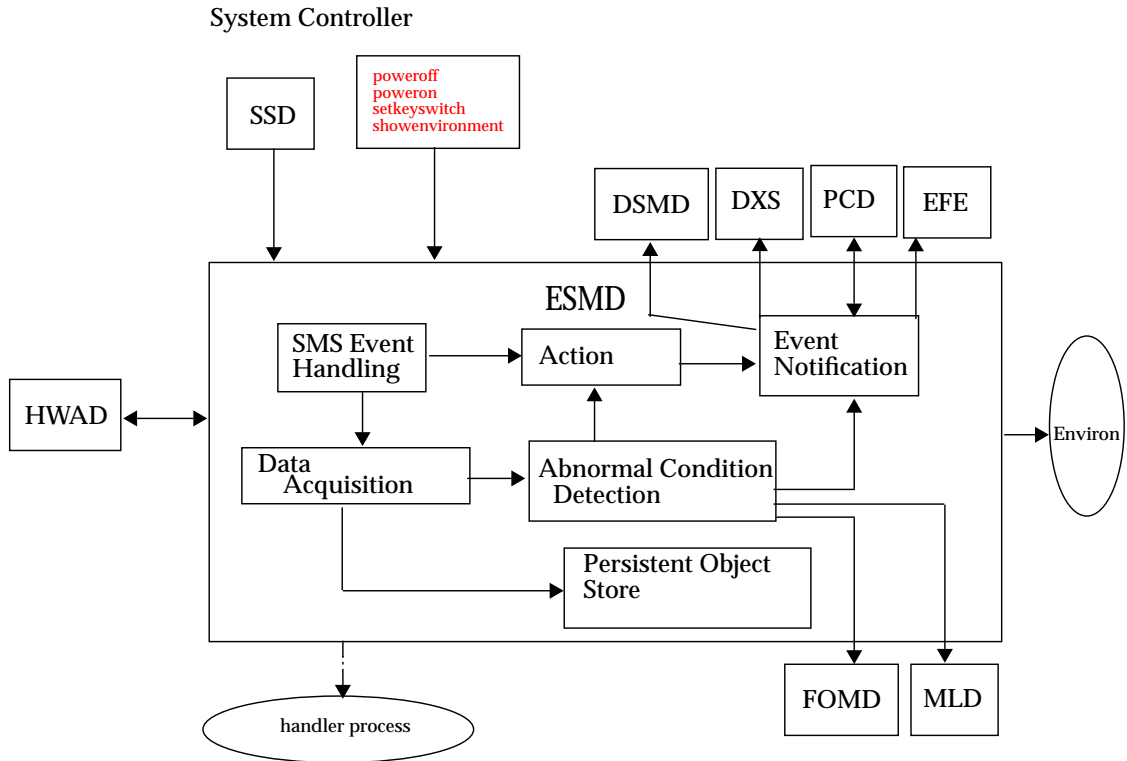 System Controller
SSD
poweroff
poweron
setkeyswitch
showenvironment
DSMD
DXS
PCD
EFE
ESMD
SMS Event
Handling
Action
Event
Notification
HWAD
Environ
Data
Acquisition
Abnormal Condition
Detection
Persistent Object
Store
FOMD
MLD
handler process